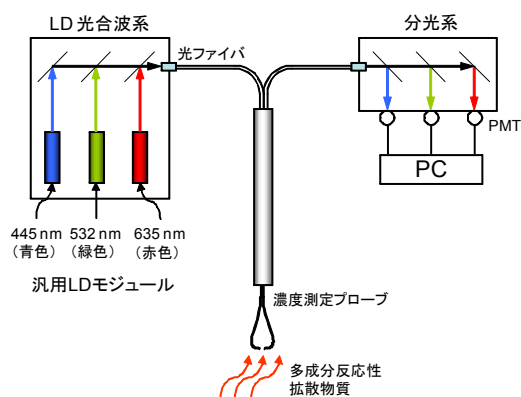 LD光合波系
光ファイバ
分光系
PMT
PC
445 nm
（青色）
532 nm
（緑色）
635 nm
（赤色）
汎用LDモジュール
濃度測定プローブ
多成分反応性
拡散物質